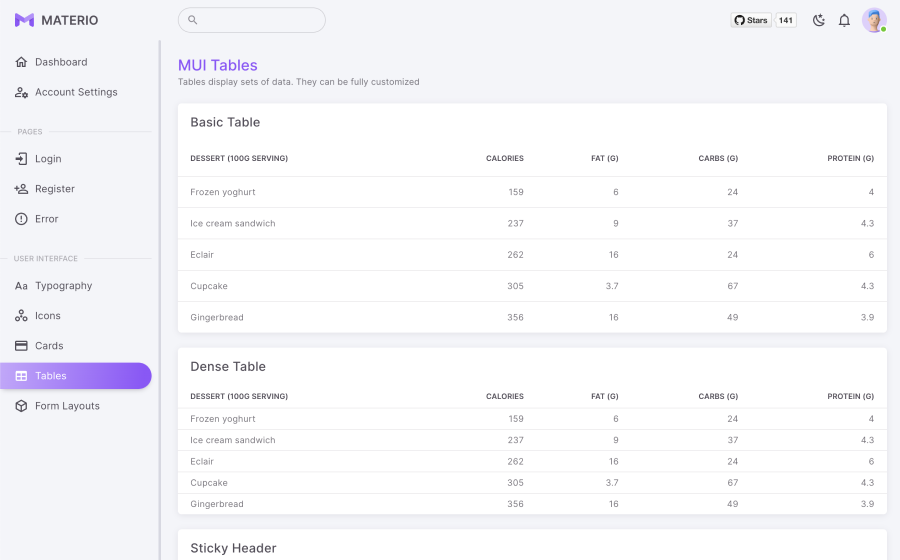 MATERIO
Stars 141
Dashboard
Account Settings
PAGES
Login
Register
Error
USER INTERFACE
Aa Typography
Icons
Cards
Tables
Form Layouts
MUI Tables
Tables display sets of data. They can be fully customized
Basic Table
DESSERT (100G SERVING) CALORIES FAT (G) CARBS (G) PROTEIN (G)
Frozen yoghurt 159 6 24 4
Ice cream sandwich 237 9 37 4.3
Eclair 262 16 24 6
Cupcake 305 3.7 67 4.3
Gingerbread 356 16 49 3.9
Dense Table
DESSERT (100G SERVING) CALORIES FAT (G) CARBS (G) PROTEIN (G)
Frozen yoghurt 159 6 24 4
Ice cream sandwich 237 9 37 4.3
Eclair 262 16 24 6
Cupcake 305 3.7 67 4.3
Gingerbread 356 16 49 3.9
Sticky Header